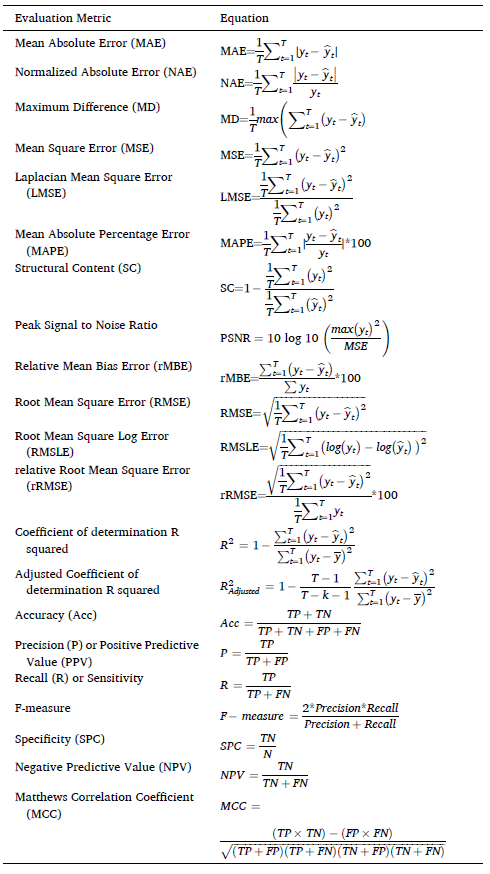 Evaluation Metric Equation
Mean Absolute Error (MAE) MAE=\frac{1}{T}\sum_{t=1}^{T}|y_t-\hat{y}_t|
Normalized Absolute Error (NAE) NAE=\frac{1}{T}\sum_{t=1}^{T}\frac{|y_t-\hat{y}_t|}{y_t}
Maximum Difference (MD) MD=\frac{1}{T}max(\sum_{t=1}^{T}(y_t-\hat{y}_t)
Mean Square Error (MSE) MSE=\frac{1}{T}\sum_{t=1}^{T}(y_t-\hat{y}_t)^2
Laplacian Mean Square Error
(LMSE) LMSE=\frac{\frac{1}{T}\sum_{t=1}^{T}(y_t-\hat{y}_t)^2}{\frac{1}{T}\sum_{t=1}^{T}(y_t)^2}
Mean Absolute Percentage Error
(MAPE) MAPE=\frac{1}{T}\sum_{t=1}^{T}|\frac{y_t-\hat{y}_t}{y_t}|*100
Structural Content (SC) SC=1-\frac{\frac{1}{T}\sum_{t=1}^{T}(y_t)^2}{\frac{1}{T}\sum_{t=1}^{T}(\hat{y}_t)^2}
Peak Signal to Noise Ratio PSNR = 10 log 10 (\frac{max(y_t)^2}{MSE})
Relative Mean Bias Error (rMBE) rMBE=\frac{\sum_{t=1}^{T}(y_t-\hat{y}_t)}{\sum y_t}*100
Root Mean Square Error (RMSE) RMSE=\sqrt{\frac{1}{T}\sum_{t=1}^{T}(y_t-\hat{y}_t)^2}
Root Mean Square Log Error
(RMSLE) RMSLE=\sqrt{\frac{1}{T}\sum_{t=1}^{T}(log(y_t)-log(\hat{y}_t))^2}
relative Root Mean Square Error
(rRMSE) rRMSE=\frac{\sqrt{\frac{1}{T}\sum_{t=1}^{T}(y_t-\hat{y}_t)^2}}{\frac{1}{T}\sum_{t=1}^{T}y_t}*100
Coefficient of determination R
squared R^2 = 1-\frac{\sum_{t=1}^{T}(y_t-\hat{y}_t)^2}{\sum_{t=1}^{T}(y_t-\overline{y})^2}
Adjusted Coefficient of
determination R squared R^2_{Adjusted} = 1-\frac{T-1}{T-k-1}\frac{\sum_{t=1}^{T}(y_t-\hat{y}_t)^2}{\sum_{t=1}^{T}(y_t-\overline{y})^2}
Accuracy (Acc) Acc = \frac{TP+TN}{TP+TN+FP+FN}
Precision (P) or Positive Predictive
Value (PPV) P = \frac{TP}{TP+FP}
Recall (R) or Sensitivity R = \frac{TP}{TP+FN}
F-measure F- measure = \frac{2*Precision*Recall}{Precision + Recall}
Specificity (SPC) SPC = \frac{TN}{N}
Negative Predictive Value (NPV) NPV = \frac{TN}{TN+FN}
Matthews Correlation Coefficient
(MCC) MCC =
\frac{(TP × TN) - (FP × FN)}{\sqrt{(TP+FP)(TP+FN)(TN+FP)(TN+FN)}}